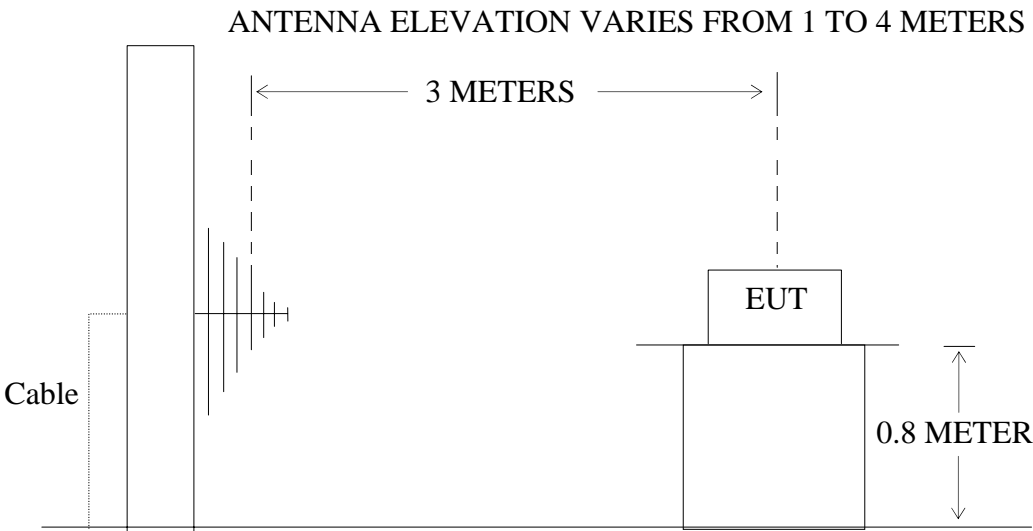 ANTENNA ELEVATION VARIES FROM 1 TO 4 METERS
3 METERS
EUT
Cable
0.8 METER